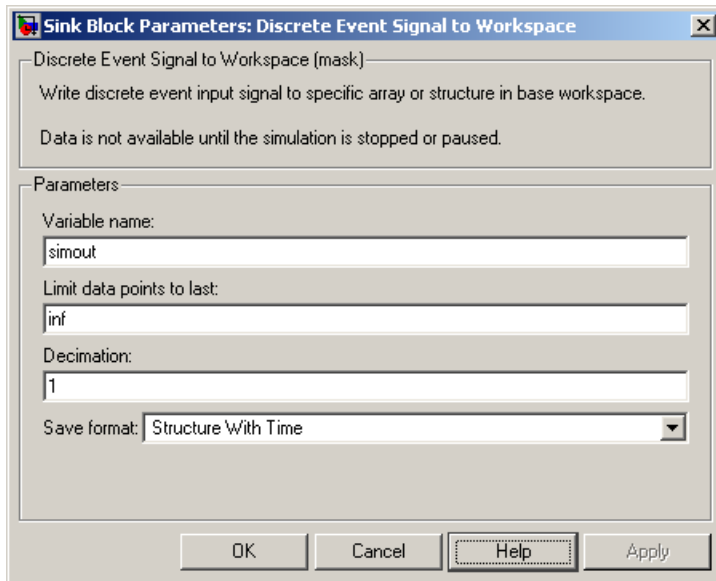 Sink Block Parameters: Discrete Event Signal to Workspace
Discrete Event Signal to Workspace (mask)
Write discrete event input signal to specific array or structure in base workspace.
Data is not available until the simulation is stopped or paused.
Parameters
Variable name:
simout
Limit data points to last:
inf
Decimation:
1
Save format: Structure With Time
OK Cancel Help Apply